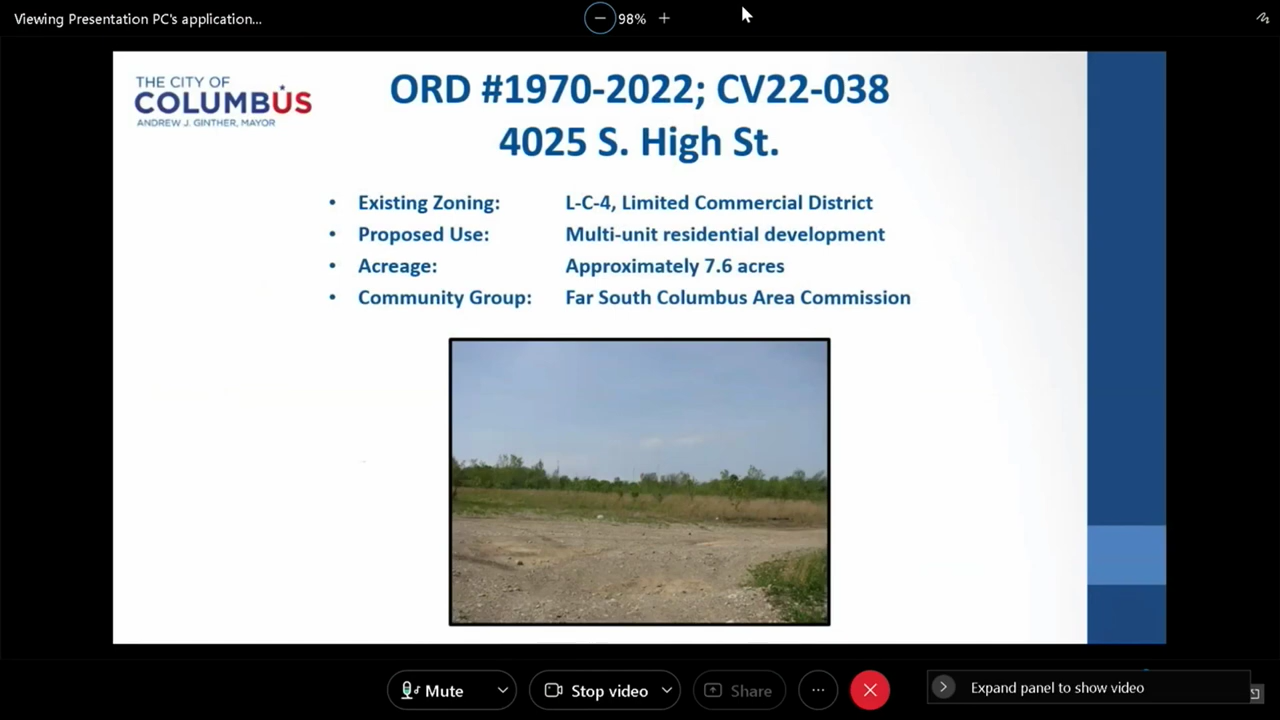 Viewing Presentation PC's application...
98%
THE CITY OF
COLUMBUS
ANDREW J. GINTHER, MAYOR
ORD #1970-2022; CV22-038
4025 S. High St.
• Existing Zoning: L-C-4, Limited Commercial District
• Proposed Use: Multi-unit residential development
• Acreage: Approximately 7.6 acres
• Community Group: Far South Columbus Area Commission
Mute
Stop video
Share
Expand panel to show video